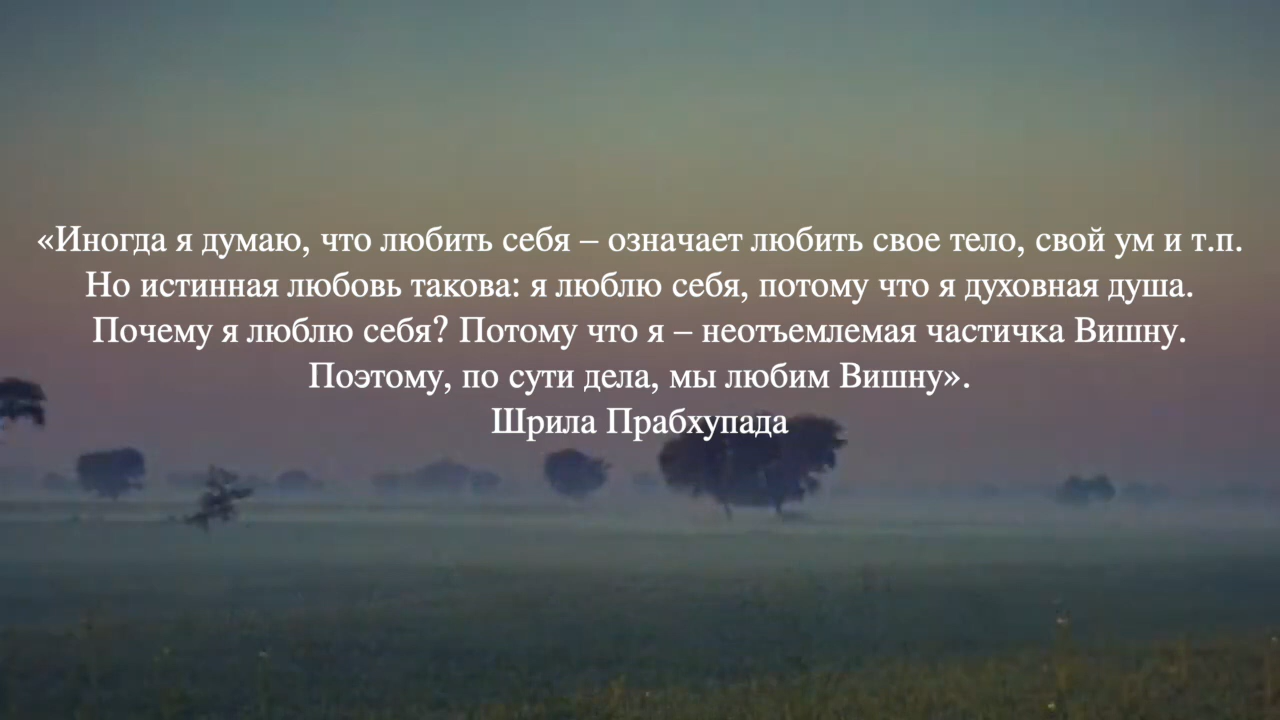 «Иногда я думаю, что любить себя – означает любить свое тело, свой ум и т.п.
Но истинная любовь такова: я люблю себя, потому что я духовная душа.
Почему я люблю себя? Потому что я – неотъемлемая частичка Вишну.
Поэтому, по сути дела, мы любим Вишну».
Шрила Прабхупада